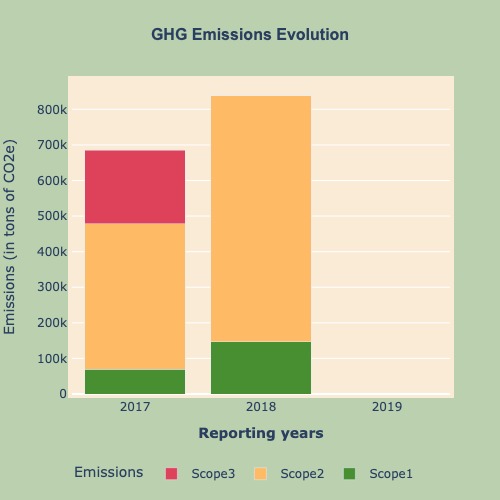 GHG Emissions Evolution
Emissions (in tons of CO2e)
800k
700k
600k
500k
400k
300k
200k
100k
0
2017 2018 2019
Reporting years
Emissions Scope3 Scope2 Scope1